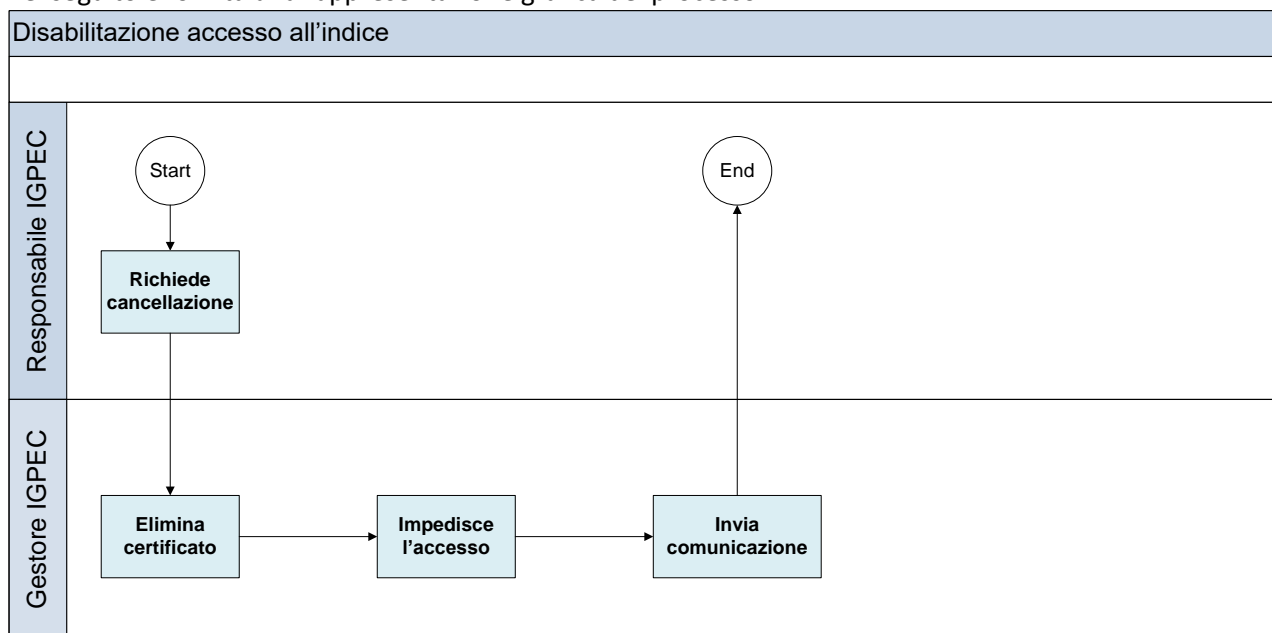 Disabilitazione accesso all'indice
Responsabile IGPEC
Start
End
Richiede
cancellazione
Gestore IGPEC
Elimina
certificato
Impedisce
l'accesso
Invia
comunicazione